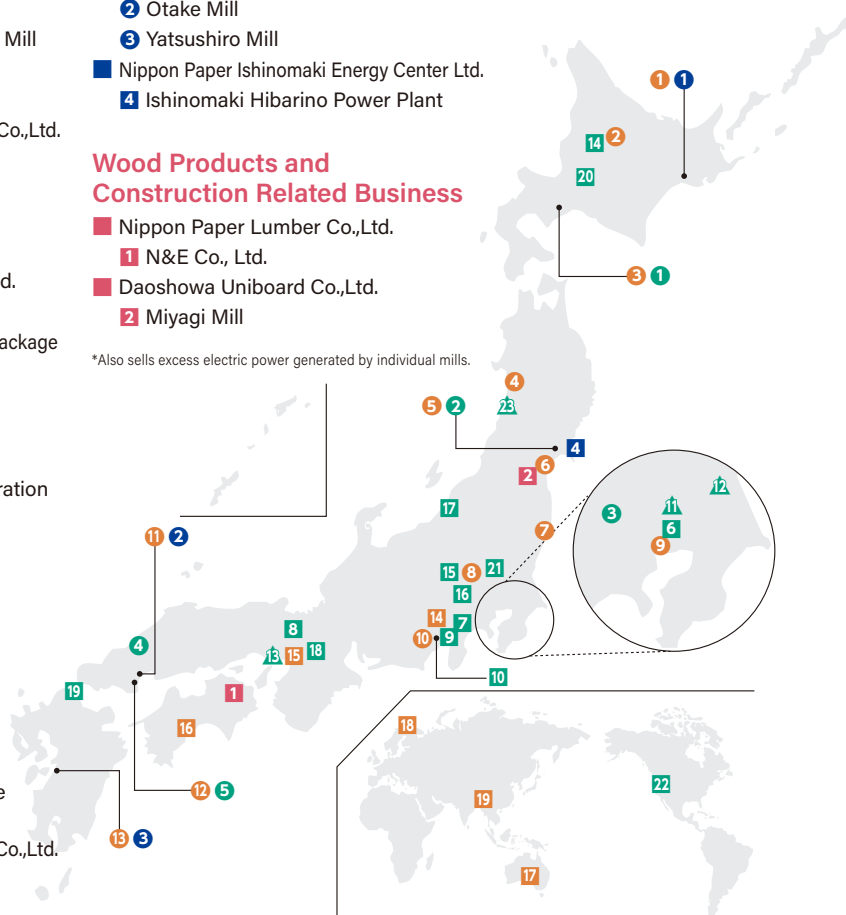 Mill
Co.,Ltd.
d.
ackage
ration
e
Co.,Ltd.
2 Otake Mill
3 Yatsushiro Mill
Nippon Paper Ishinomaki Energy Center Ltd.
4 Ishinomaki Hibarino Power Plant
Wood Products and
Construction Related Business
Nippon Paper Lumber Co.,Ltd.
1 N&E Co., Ltd.
Daoshowa Uniboard Co.,Ltd.
2 Miyagi Mill
*Also sells excess electric power generated by individual mills.
1 1
14 2
20
3 1
4
5 2 23
4
6
2
17
7
12
3 11
6
9
11 2
15 8 21
16
14 7
10 9
8
4
13 15 18
10
19 1
16
18
22
12 5
19
13 3
17